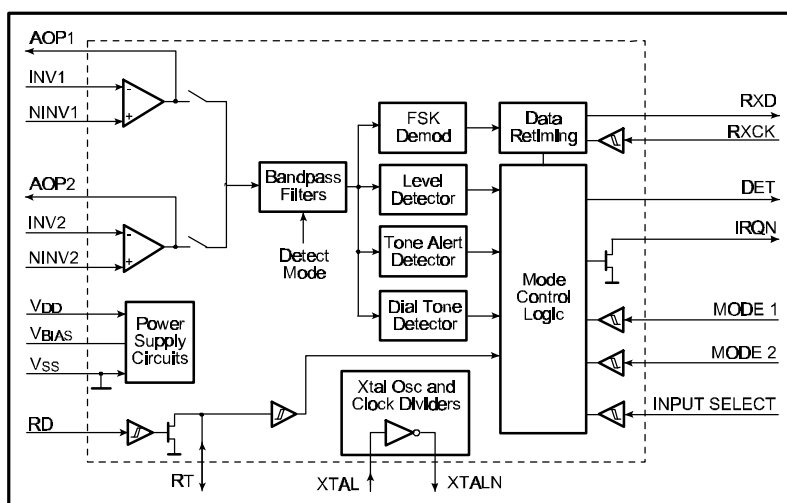 AOP1
INV1
NINV1
AOP2
INV2
NINV2
VDD
VBIAS
VSS
RD
-
+
-
+
Power
Supply
Circuits
RT
Bandpass
Filters
Detect
Mode
FSK
Demod
Level
Detector
Tone Alert
Detector
Dial Tone
Detector
Xtal Osc and
Clock Dividers
XTAL
XTALN
Data
Retiming
Mode
Control
Logic
RXD
RXCK
DET
IRQN
MODE 1
MODE 2
INPUT SELECT